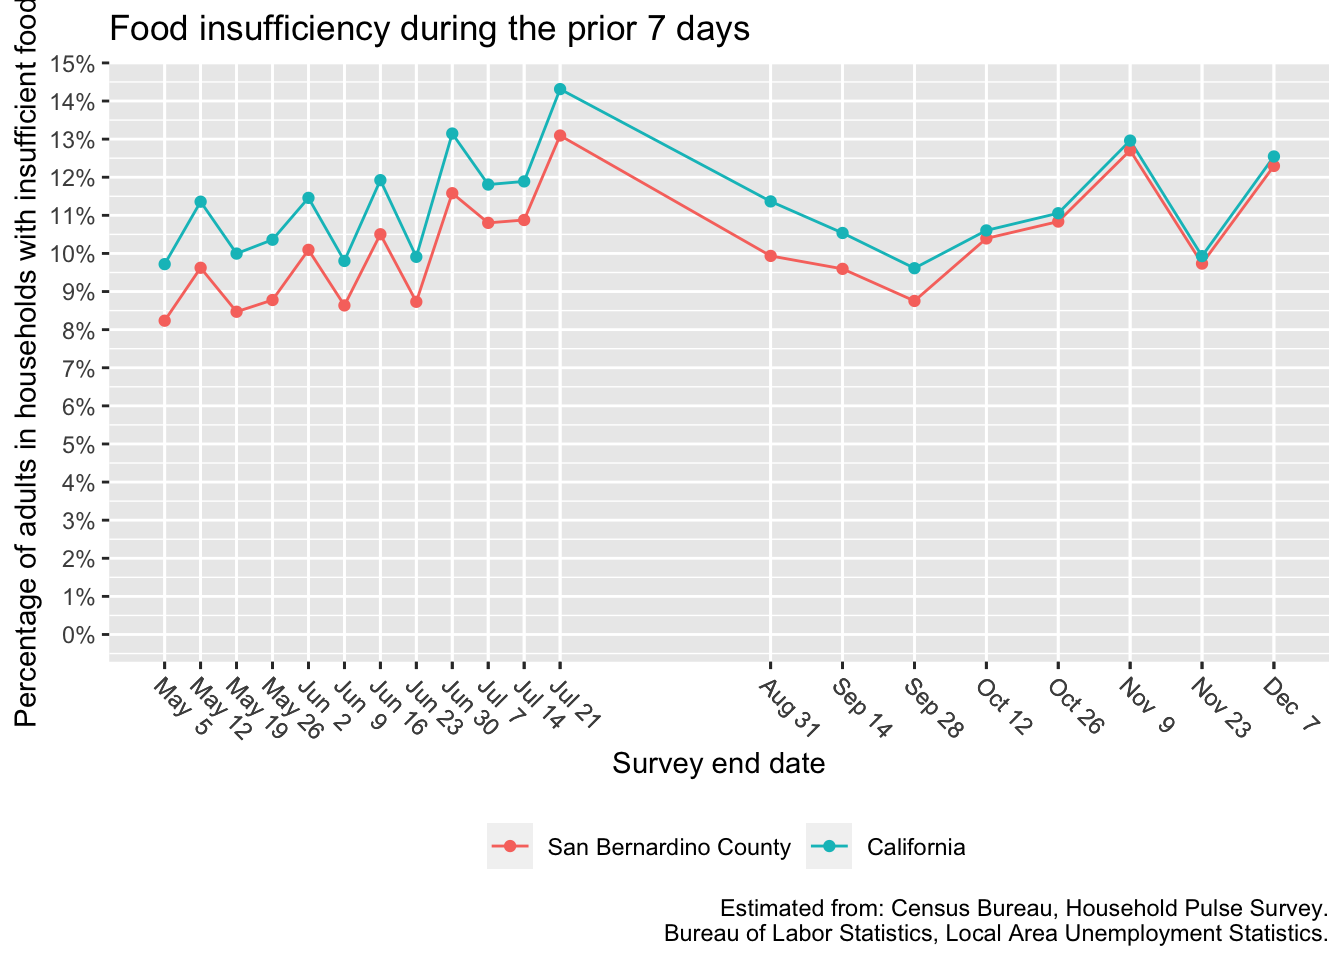 Food insufficiency during the prior 7 days
Percentage of adults in households with insufficient food
15%
14%
13%
12%
11%
10%
9%
8%
7%
6%
5%
4%
3%
2%
1%
0%
May 5
May 12
May 19
May 26
Jun 2
Jun 9
Jun 16
Jun 23
Jun 30
Jul 7
Jul 14
Jul 21
Aug 31
Sep 14
Sep 28
Oct 12
Oct 26
Nov 9
Nov 23
Dec 7
Survey end date
San Bernardino County
California
Estimated from: Census Bureau, Household Pulse Survey.
Bureau of Labor Statistics, Local Area Unemployment Statistics.